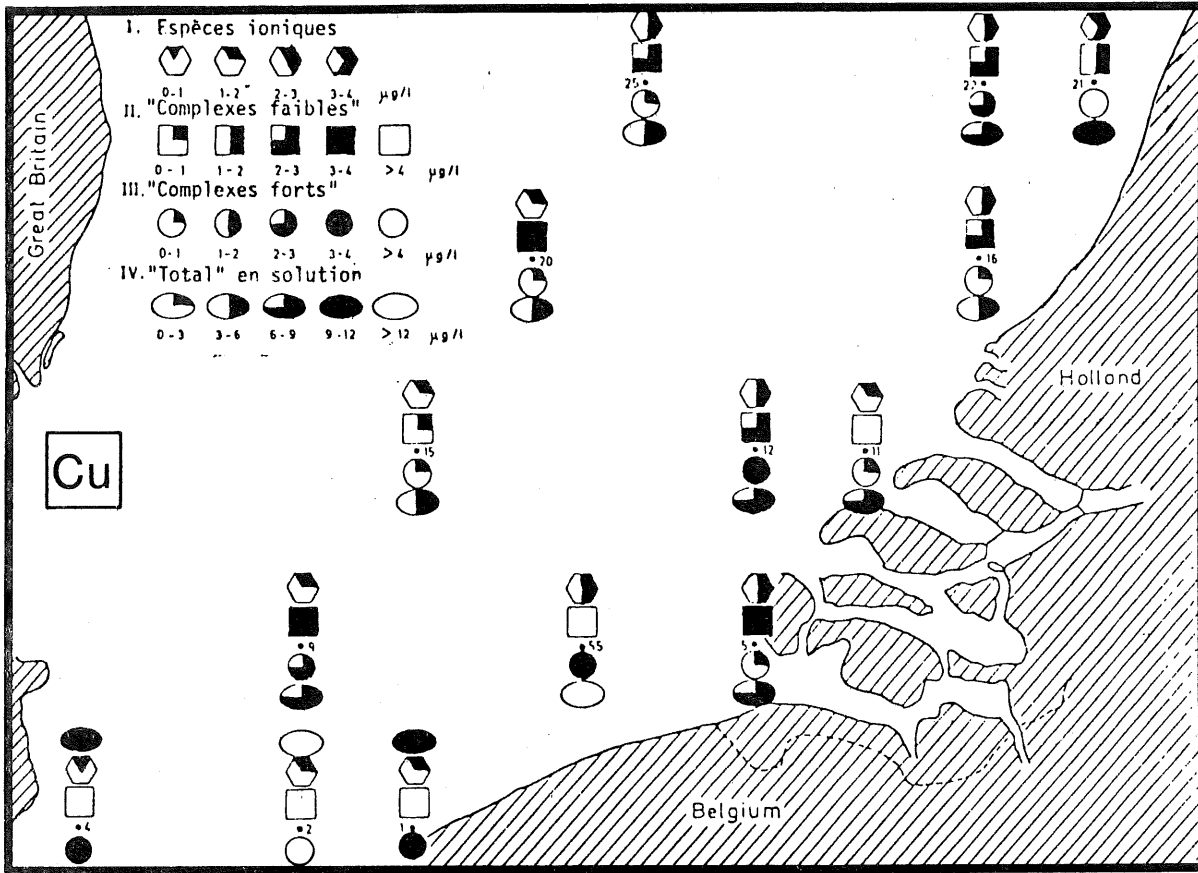 I. Espèces ioniques
0-1 1-2 2-3 3-4 µg/l
II. "Complexes faibles"
0-1 1-2 2-3 3-4 >4 µg/l
III. "Complexes forts"
0-1 1-2 2-3 3-4 >4 µg/l
IV. "Total" en solution
0-3 3-6 6-9 9-12 >12 µg/l
Great Britain
25
21
20
16
Holland
15
12
11
Cu
9
55
5
4
2
1
Belgium